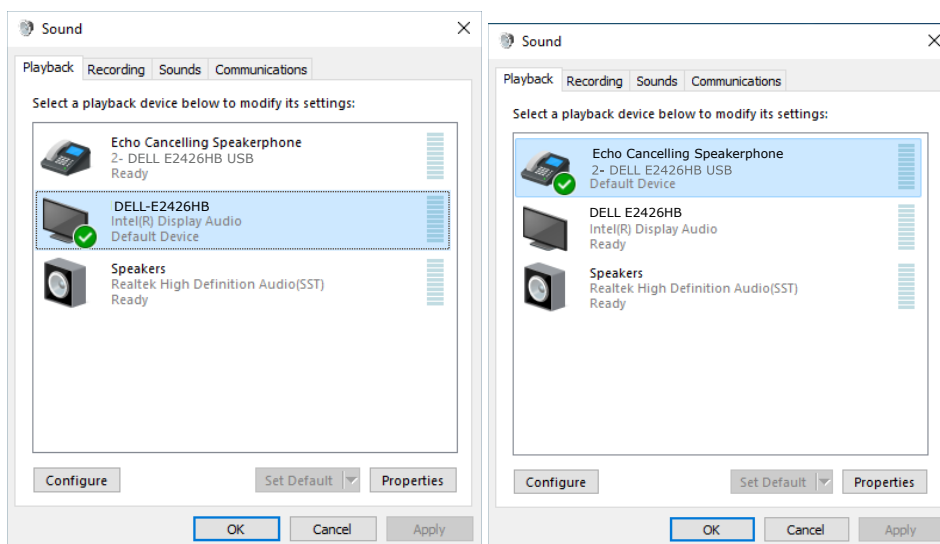 Sound
Playback Recording Sounds Communications
Select a playback device below to modify its settings:
Echo Cancelling Speakerphone
2- DELL E2426HB USB
Ready
DELL-E2426HB
Intel(R) Display Audio
Default Device
Speakers
Realtek High Definition Audio(SST)
Ready
Configure Set Default Properties
OK Cancel Apply
Sound
Playback Recording Sounds Communications
Select a playback device below to modify its settings:
Echo Cancelling Speakerphone
2- DELL E2426HB USB
Default Device
DELL E2426HB
Intel(R) Display Audio
Ready
Speakers
Realtek High Definition Audio(SST)
Ready
Configure Set Default Properties
OK Cancel Apply